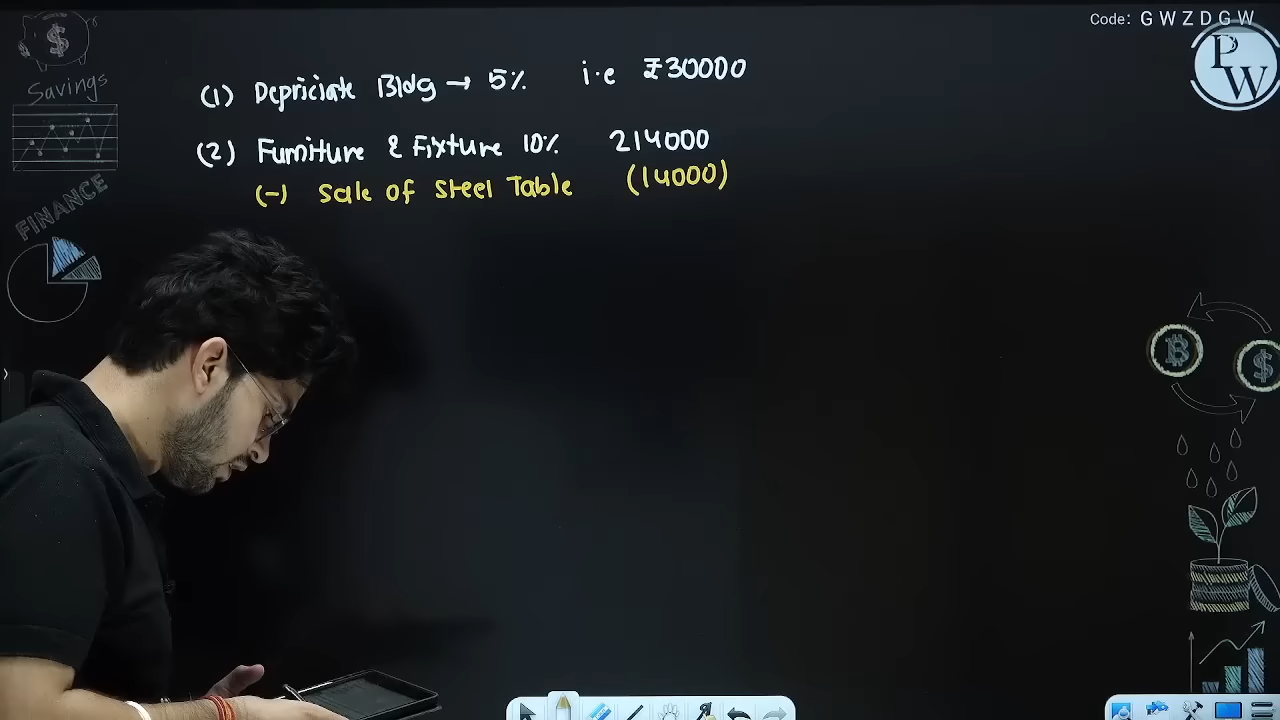 Code: G W Z D G W
P
W
Savings
FINANCE
(1) Depriciate Bldg → 5% i.e ₹30000
(2) Furniture & Fixture 10% 214000
(-) Sale of Steel Table (14000)